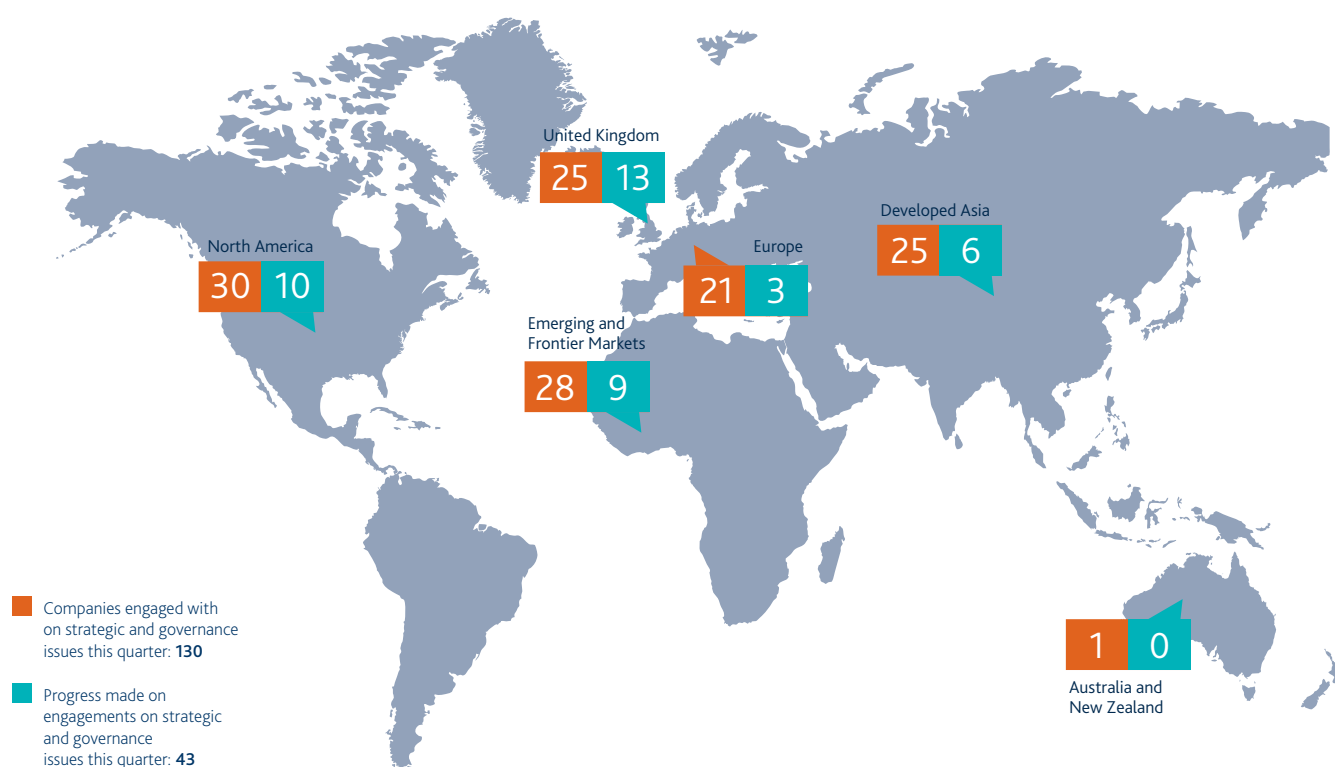 United Kingdom
25 13
Developed Asia
25 6
North America
30 10
Europe
21 3
Emerging and
Frontier Markets
28 9
1 0
Australia and
New Zealand
Companies engaged with
on strategic and governance
issues this quarter: 130
Progress made on
engagements on strategic
and governance
issues this quarter: 43